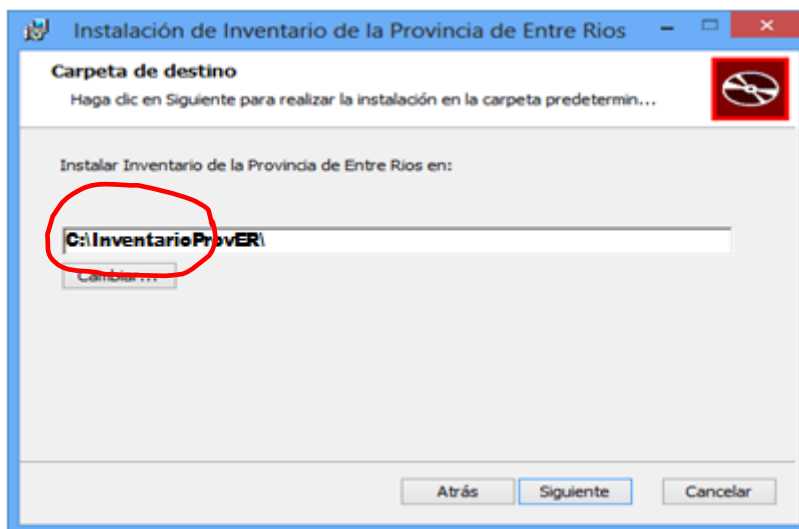 Instalación de Inventario de la Provincia de Entre Rios
Carpeta de destino
Haga clic en Siguiente para realizar la instalación en la carpeta predetermin...
Instalar Inventario de la Provincia de Entre Rios en:
C:\InventarioProvER\
Cambiar...
Atrás Siguiente Cancelar